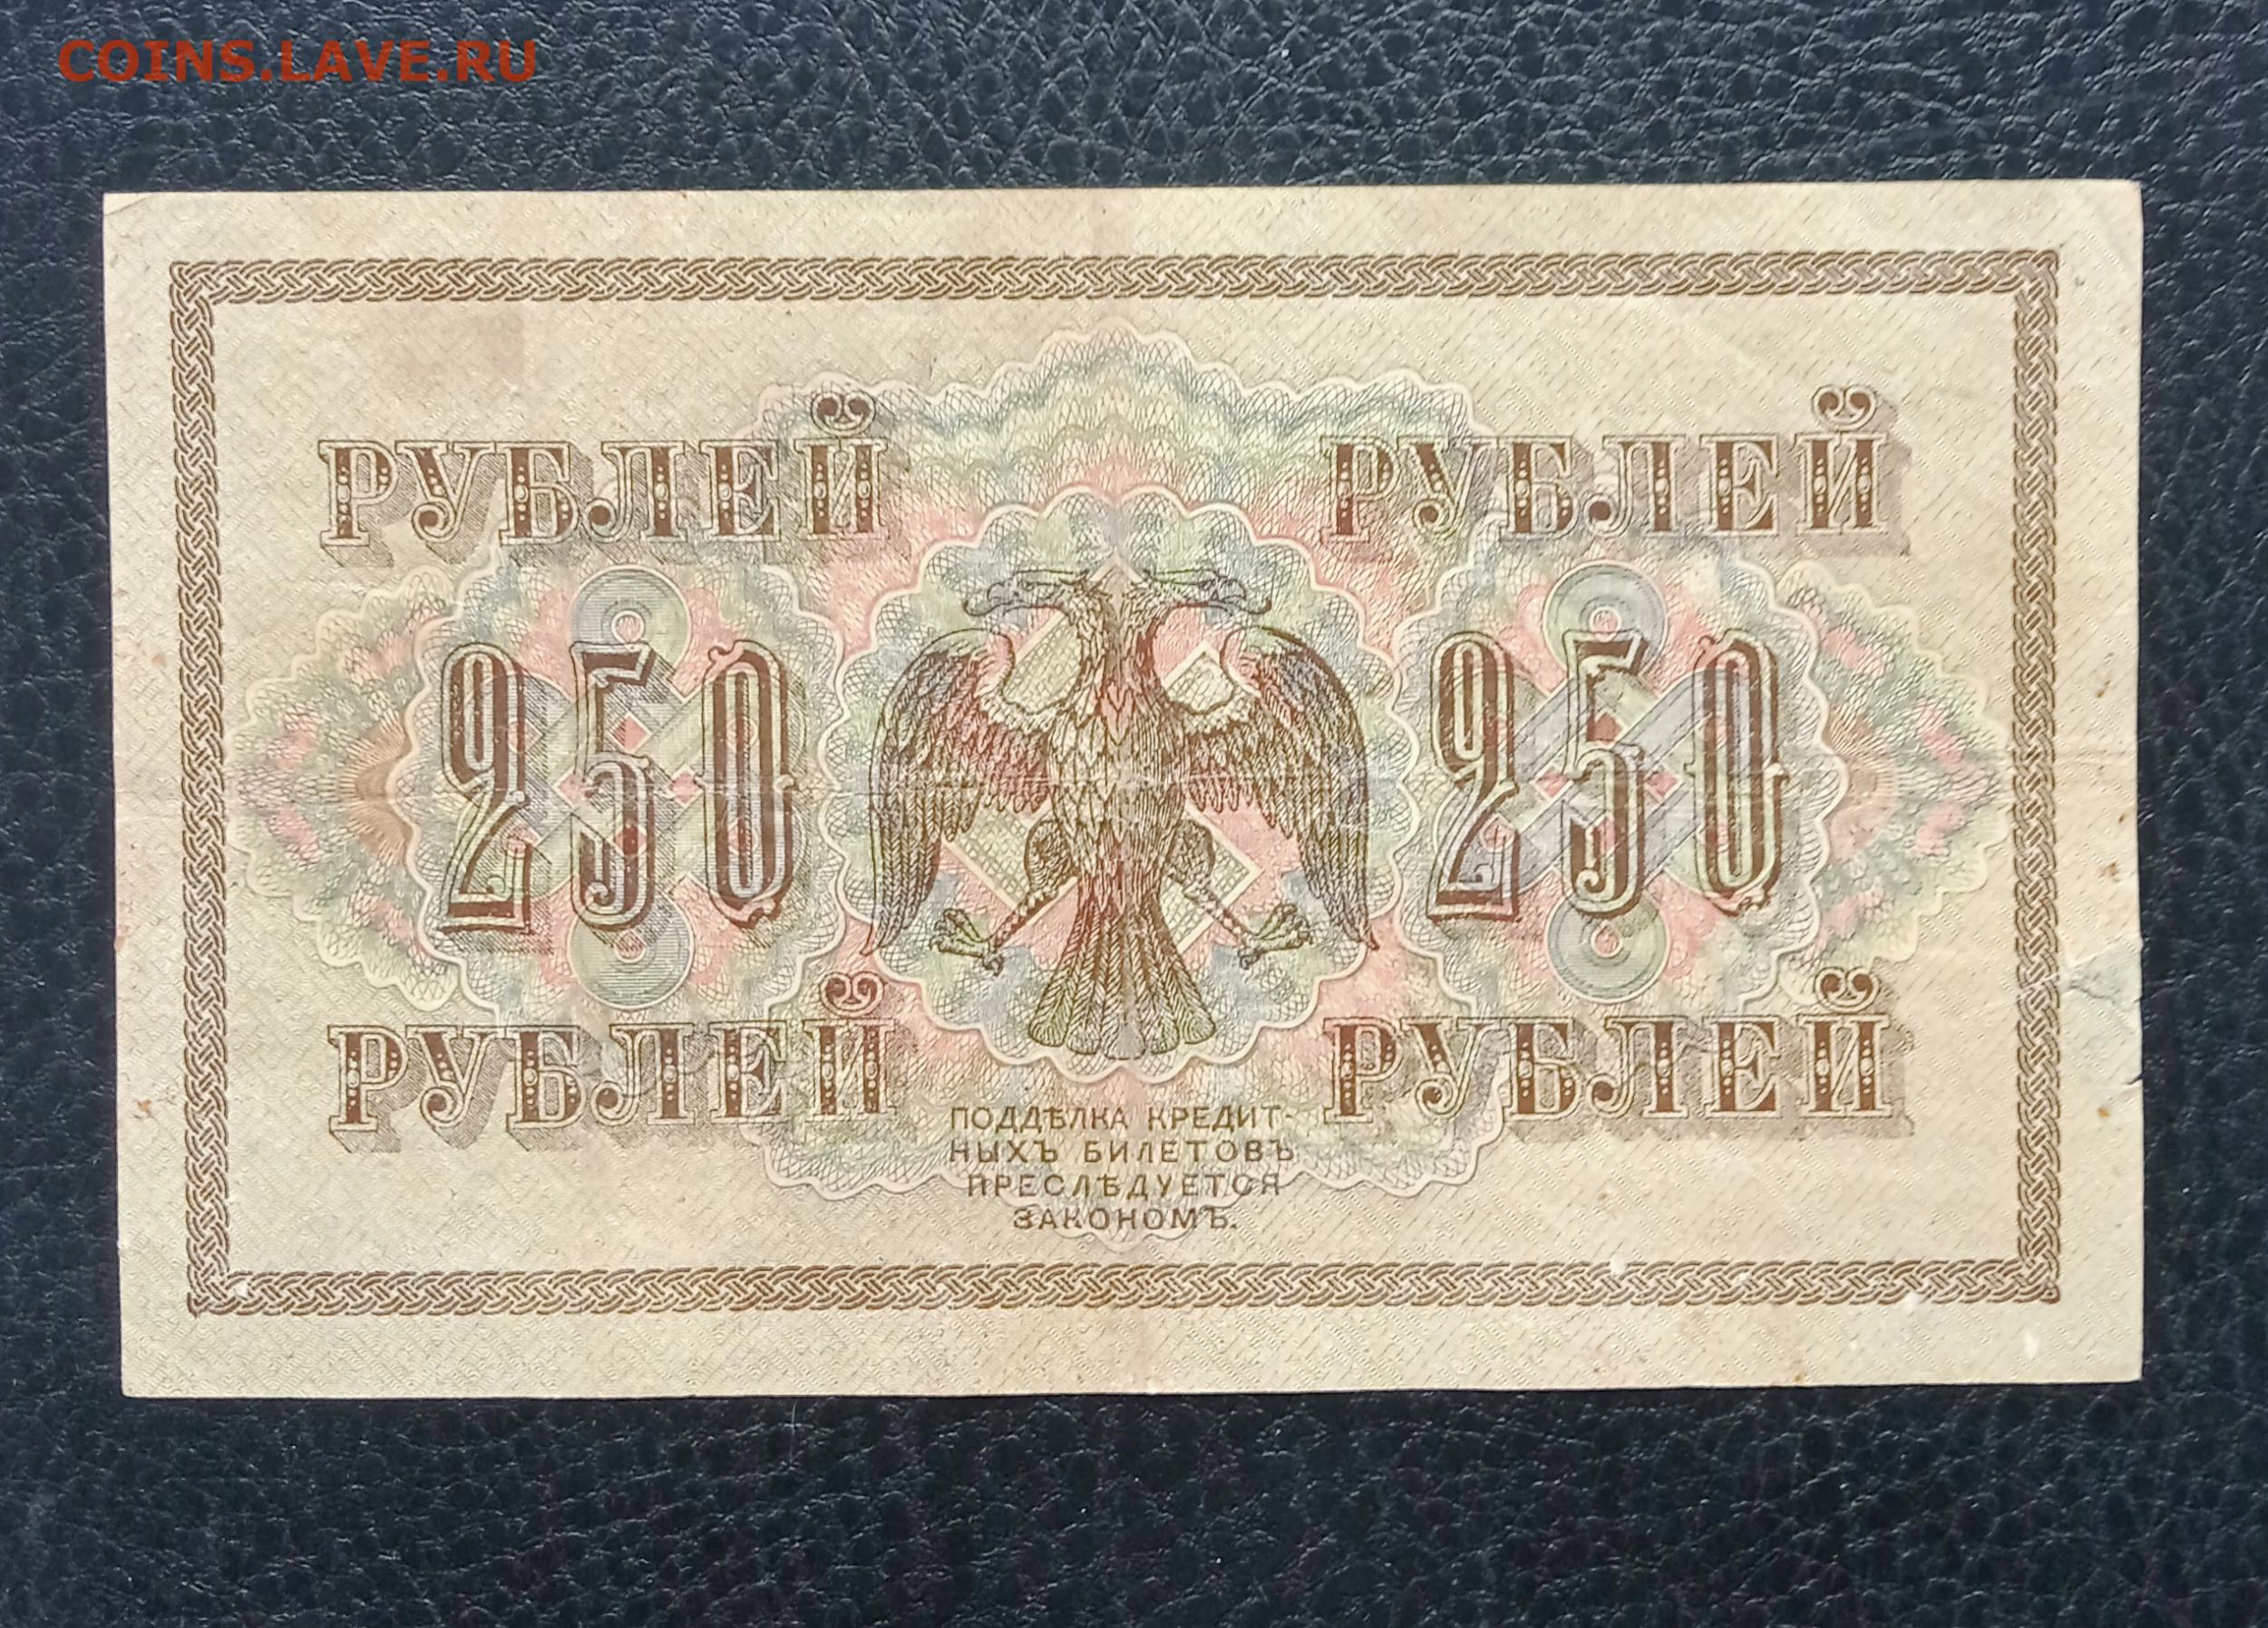 COINS.LAVE.RU
РУБЛЕЙ РУБЛЕЙ
250 250
РУБЛЕЙ РУБЛЕЙ
ПОДДѢЛКА КРЕДИТ-
НЫХЪ БИЛЕТОВЪ
ПРЕСЛѢДУЕТСЯ
ЗАКОНОМЪ.